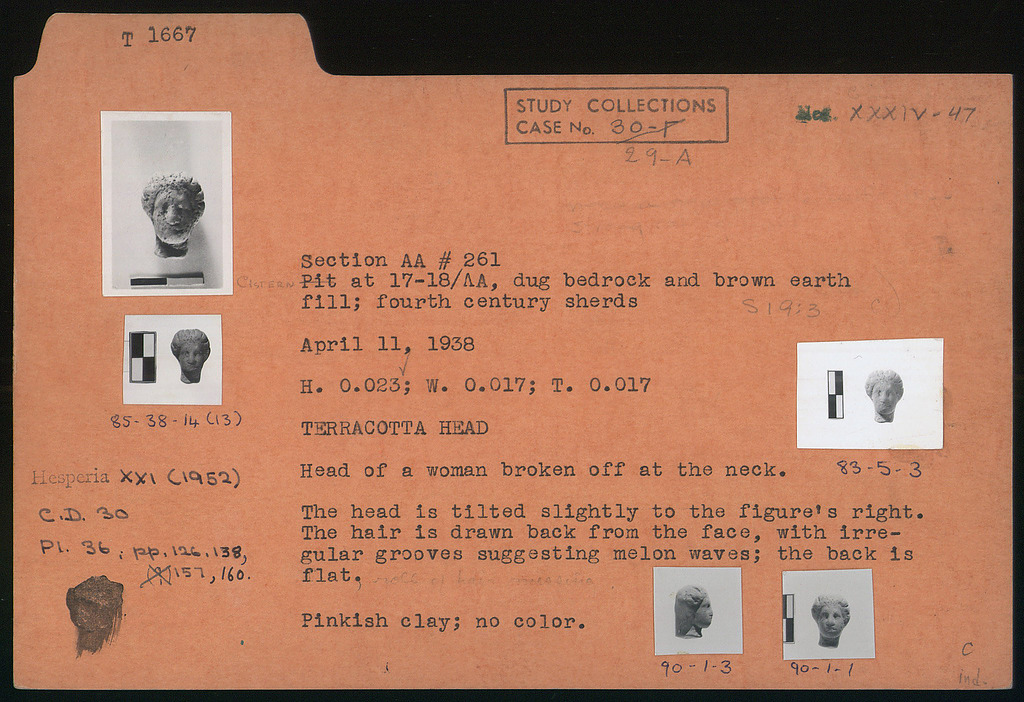 T 1667
STUDY COLLECTIONS
CASE No. 30-F
29-A
Neg. XXXIV-47
Section AA # 261
CISTERN Pit at 17-18/AA, dug bedrock and brown earth
fill; fourth century sherds
S 19:3
April 11, 1938
H. 0.023; W. 0.017; T. 0.017
TERRACOTTA HEAD
Head of a woman broken off at the neck.
The head is tilted slightly to the figure's right.
The hair is drawn back from the face, with irre-
gular grooves suggesting melon waves; the back is
flat,
Pinkish clay; no color.
85-38-14 (13)
Hesperia XXI (1952)
C.D. 30
Pl. 36, pp. 126, 138,
157, 160.
83-5-3
90-1-3
90-1-1
C
ind.